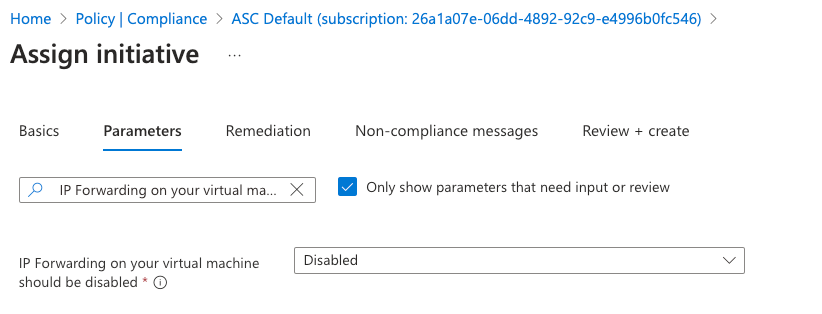 Home > Policy | Compliance > ASC Default (subscription: 26a1a07e-06dd-4892-92c9-e4996b0fc546) >
Assign initiative ...
Basics Parameters Remediation Non-compliance messages Review + create
IP Forwarding on your virtual ma... Only show parameters that need input or review
IP Forwarding on your virtual machine Disabled
should be disabled *